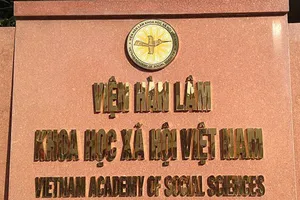 VIỆN HÀN LÂM
KHOA HỌC XÃ HỘI VIỆT NAM
VIETNAM ACADEMY OF SOCIAL SCIENCES